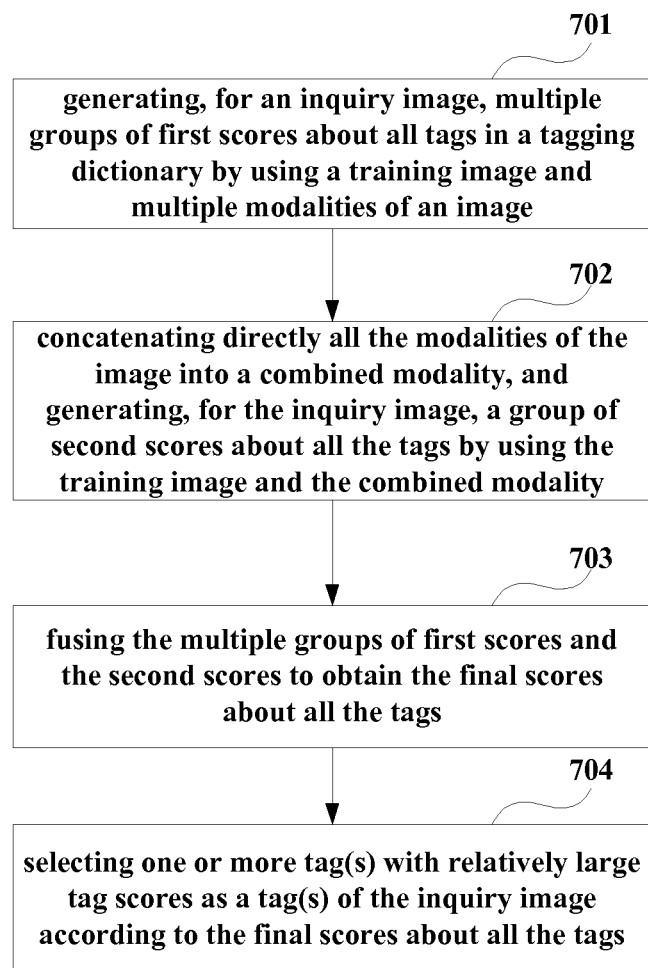 701
generating, for an inquiry image, multiple
groups of first scores about all tags in a tagging
dictionary by using a training image and
multiple modalities of an image
702
concatenating directly all the modalities of the
image into a combined modality, and
generating, for the inquiry image, a group of
second scores about all the tags by using the
training image and the combined modality
703
fusing the multiple groups of first scores and
the second scores to obtain the final scores
about all the tags
704
selecting one or more tag(s) with relatively large
tag scores as a tag(s) of the inquiry image
according to the final scores about all the tags